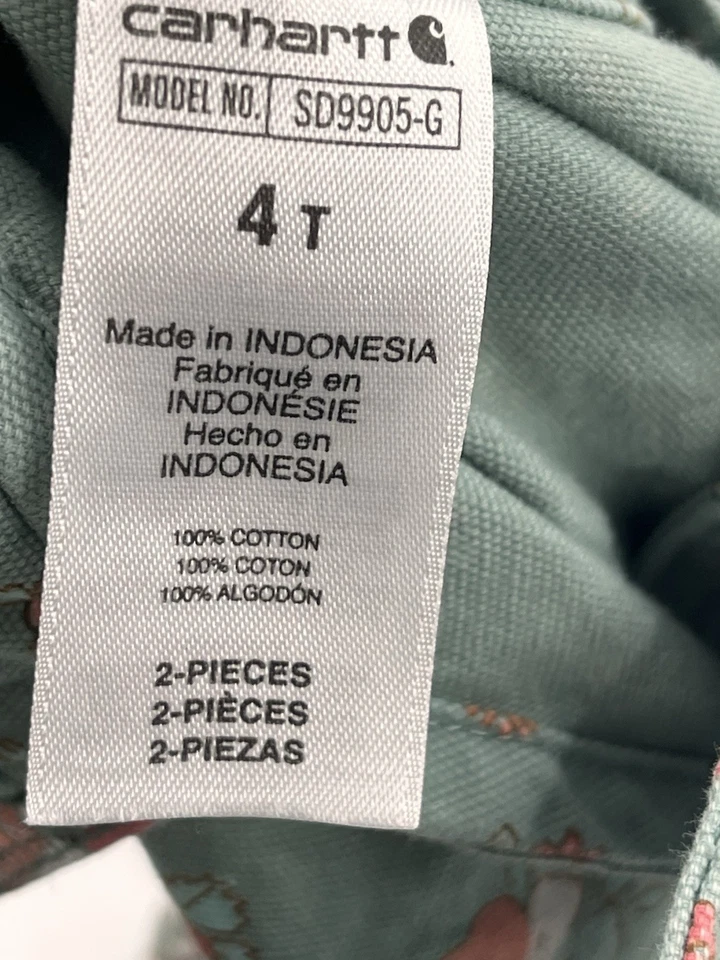 carhartt
MODEL NO. SD9905-G
4 T
Made in INDONESIA
Fabriqué en
INDONÉSIE
Hecho en
INDONESIA
100% COTTON
100% COTON
100% ALGODÓN
2-PIECES
2-PIÈCES
2-PIEZAS